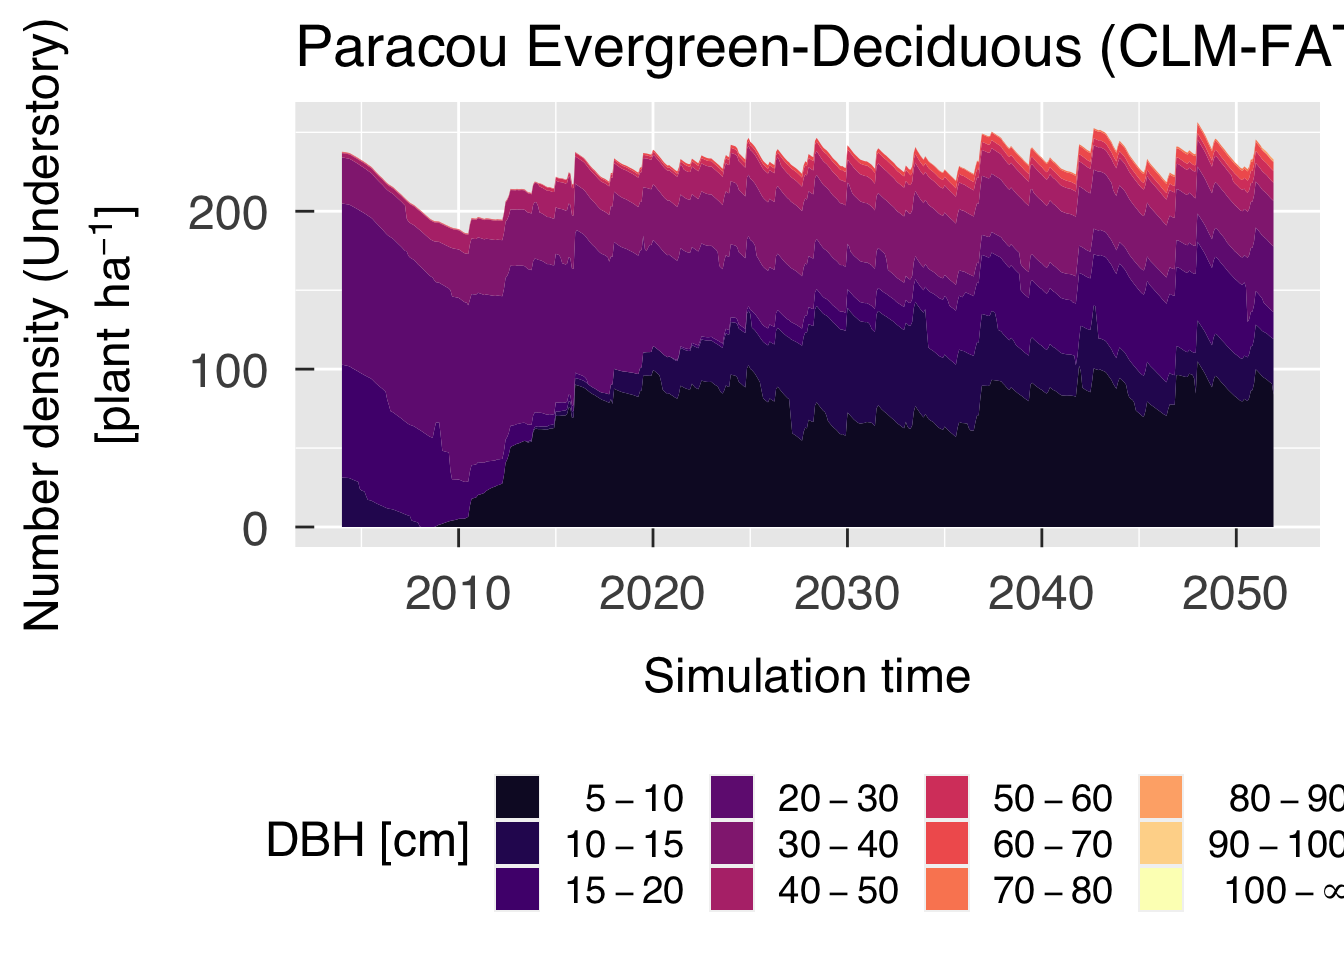 Paracou Evergreen-Deciduous (CLM-FAT
Number density (Understory)
[plant ha⁻¹]
200
100
0
2010 2020 2030 2040 2050
Simulation time
DBH [cm]
5 – 10 20 – 30 50 – 60 80 – 90
10 – 15 30 – 40 60 – 70 90 – 100
15 – 20 40 – 50 70 – 80 100 – ∞